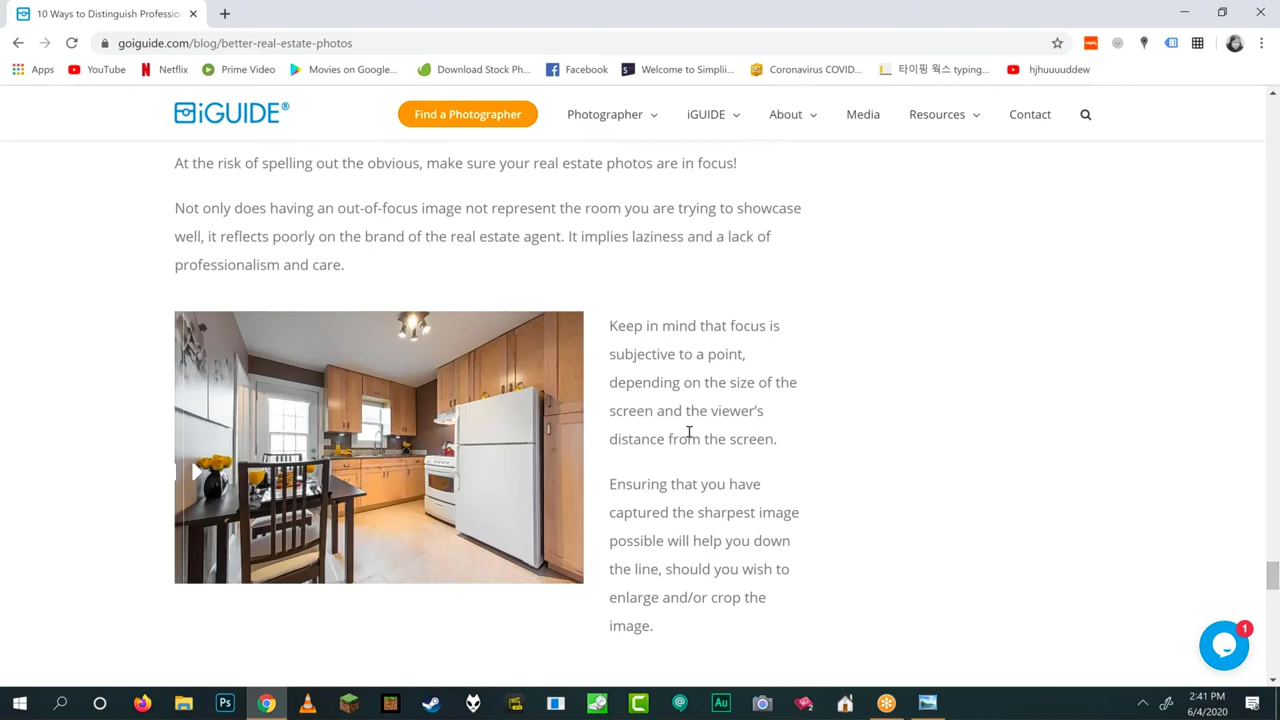 10 Ways to Distinguish Professio
goiguide.com/blog/better-real-estate-photos
Apps YouTube Netflix Prime Video Movies on Google... Download Stock Ph... Facebook Welcome to Simplii... Coronavirus COVID... 타이핑 웍스 typing... hjhuuuuddew
iGUIDE® Find a Photographer Photographer iGUIDE About Media Resources Contact
At the risk of spelling out the obvious, make sure your real estate photos are in focus!
Not only does having an out-of-focus image not represent the room you are trying to showcase
well, it reflects poorly on the brand of the real estate agent. It implies laziness and a lack of
professionalism and care.
Keep in mind that focus is
subjective to a point,
depending on the size of the
screen and the viewer’s
distance from the screen.
Ensuring that you have
captured the sharpest image
possible will help you down
the line, should you wish to
enlarge and/or crop the
image.
1
Ps Au
2:41 PM
6/4/2020